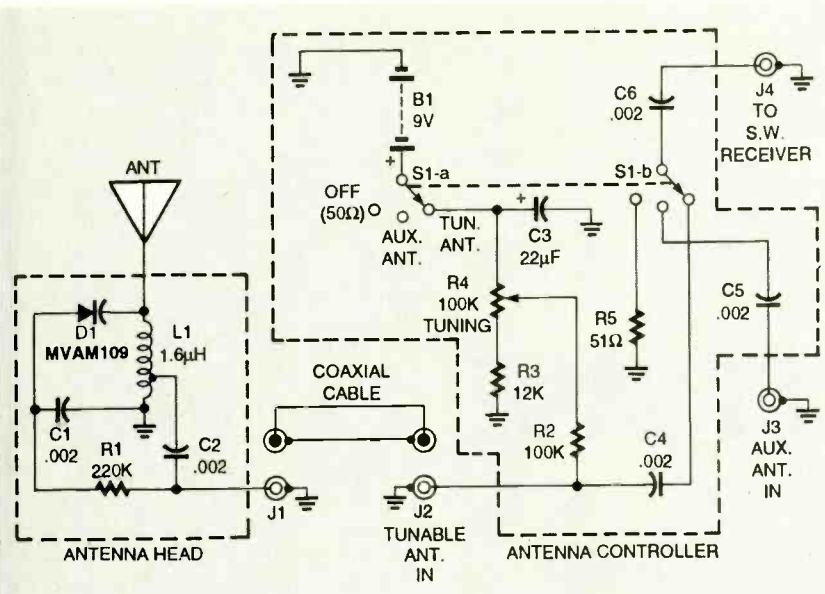 B1
9V
+
S1-a
OFF
(50Ω)
AUX.
ANT.
TUN.
ANT.
+
C3
22µF
C6
.002
S1-b
J4
TO
S.W.
RECEIVER
ANT
R4
100K
TUNING
R5
51Ω
C5
.002
D1
MVAM109
L1
1.6µH
R3
12K
COAXIAL
CABLE
C1
.002
R1
220K
C2
.002
R2
100K
C4
.002
J3
AUX.
ANT.
IN
J1
J2
TUNABLE
ANT.
IN
ANTENNA HEAD
ANTENNA CONTROLLER